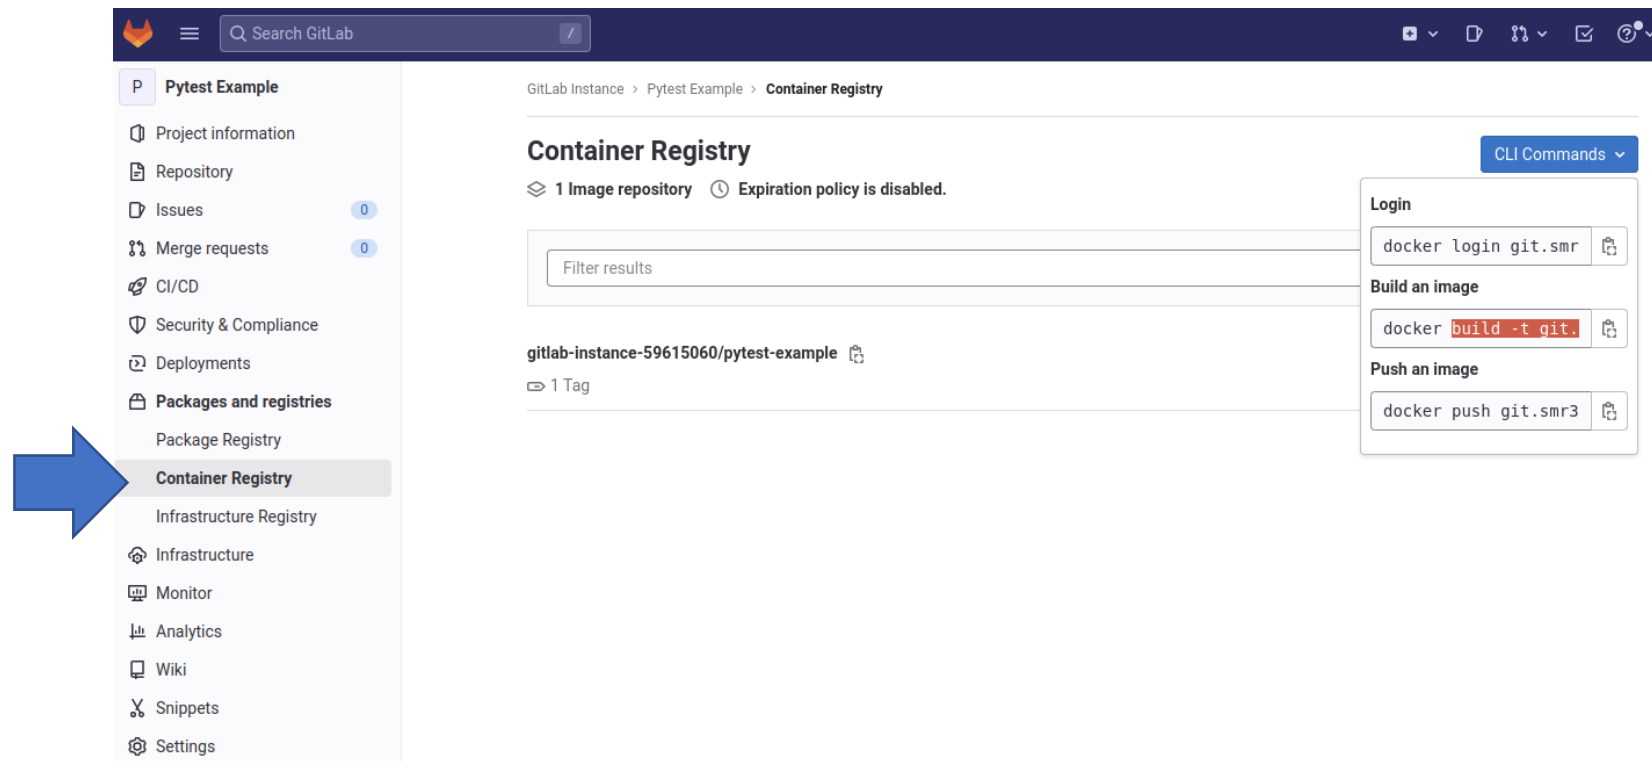 Search GitLab /
P Pytest Example
Project information
Repository
Issues 0
Merge requests 0
CI/CD
Security & Compliance
Deployments
Packages and registries
Package Registry
Container Registry
Infrastructure Registry
Infrastructure
Monitor
Analytics
Wiki
Snippets
Settings
GitLab Instance > Pytest Example > Container Registry
Container Registry
1 Image repository Expiration policy is disabled.
Filter results
gitlab-instance-59615060/pytest-example
1 Tag
CLI Commands
Login
docker login git.smr
Build an image
docker build -t git.
Push an image
docker push git.smr3